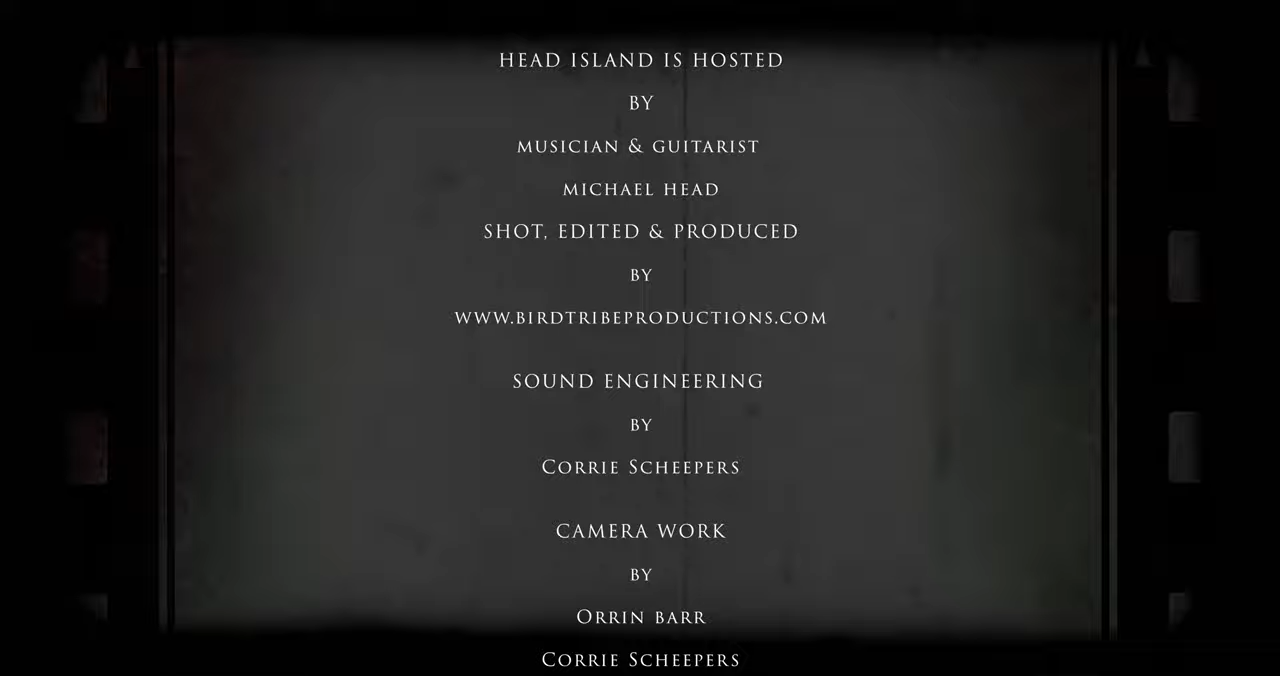 HEAD ISLAND IS HOSTED
BY
MUSICIAN & GUITARIST
MICHAEL HEAD
SHOT, EDITED & PRODUCED
BY
WWW.BIRDTRIBEPRODUCTIONS.COM
SOUND ENGINEERING
BY
CORRIE SCHEEPERS
CAMERA WORK
BY
ORRIN BARR
CORRIE SCHEEPERS